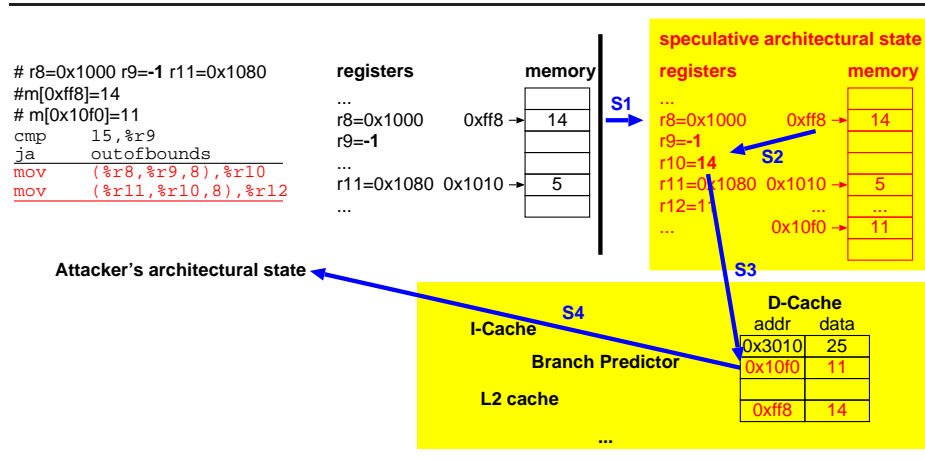 # r8=0x1000 r9=-1 r11=0x1080
#m[0xff8]=14
# m[0x10f0]=11
cmp 15,%r9
ja outofbounds
mov (%r8,%r9,8),%r10
mov (%r11,%r10,8),%r12
registers memory
...
r8=0x1000 0xff8 14
r9=-1
...
r11=0x1080 0x1010 5
...
S1
speculative architectural state
registers memory
...
r8=0x1000 0xff8 14
r9=-1
S2
r10=14
r11=0x1080 0x1010 5
r12=11 ... ...
... 0x10f0 11
S3
Attacker's architectural state
S4
I-Cache
Branch Predictor
L2 cache
...
D-Cache
addr data
0x3010 25
0x10f0 11
0xff8 14